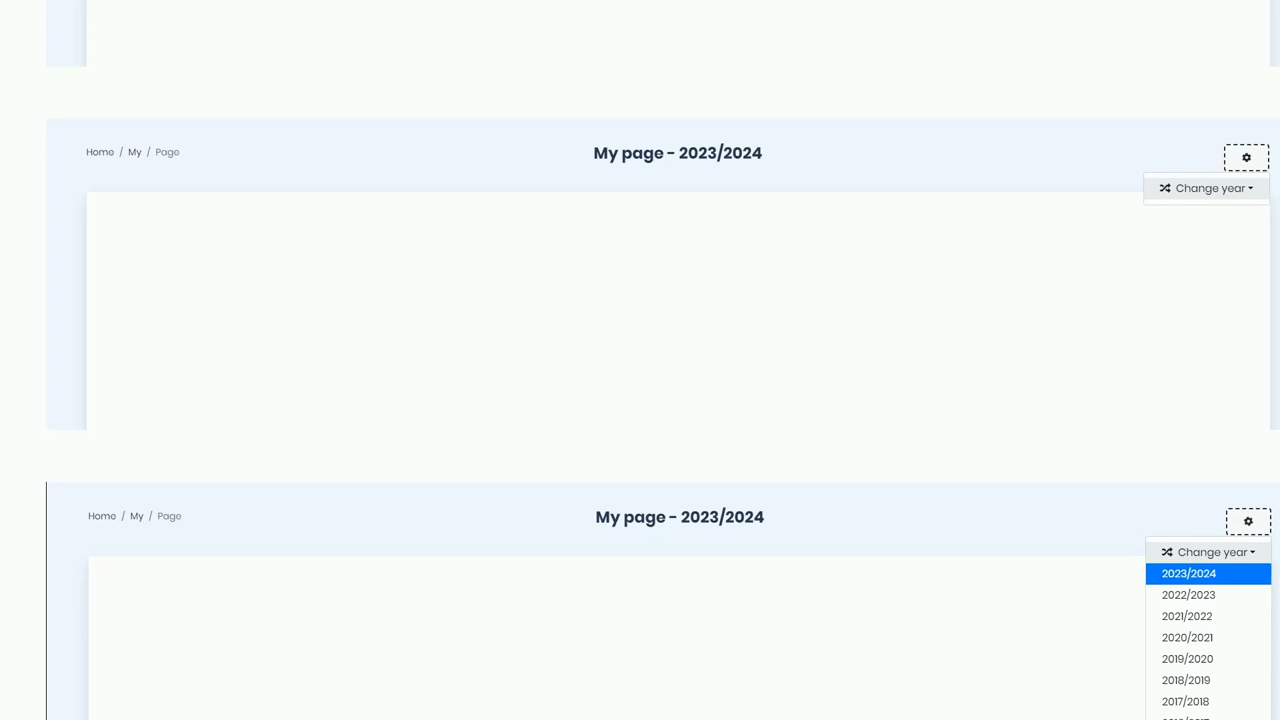 Home / My / Page
My page - 2023/2024
Change year
Home / My / Page
My page - 2023/2024
Change year
2023/2024
2022/2023
2021/2022
2020/2021
2019/2020
2018/2019
2017/2018